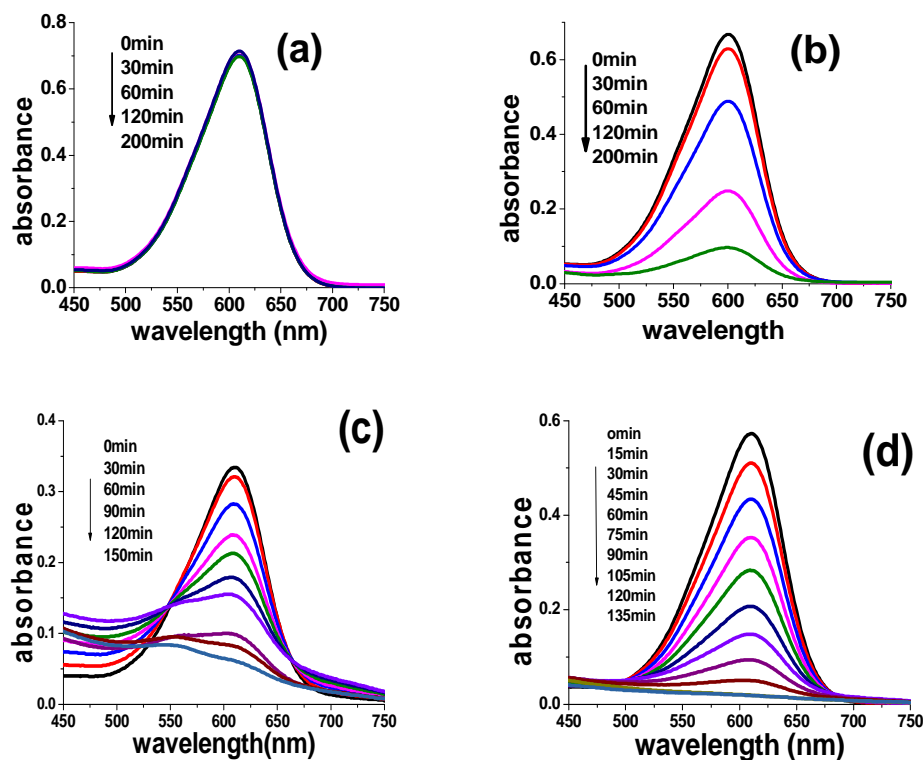 (a)
0min
30min
60min
120min
200min
absorbance
0.8
0.6
0.4
0.2
0.0
450 500 550 600 650 700 750
wavelength (nm)
(b)
0min
30min
60min
120min
200min
absorbance
0.6
0.4
0.2
0.0
450 500 550 600 650 700 750
wavelength
(c)
0min
30min
60min
90min
120min
150min
absorbance
0.4
0.3
0.2
0.1
0.0
450 500 550 600 650 700 750
wavelength(nm)
(d)
omin
15min
30min
45min
60min
75min
90min
105min
120min
135min
absorbance
0.6
0.4
0.2
0.0
450 500 550 600 650 700 750
wavelength (nm)